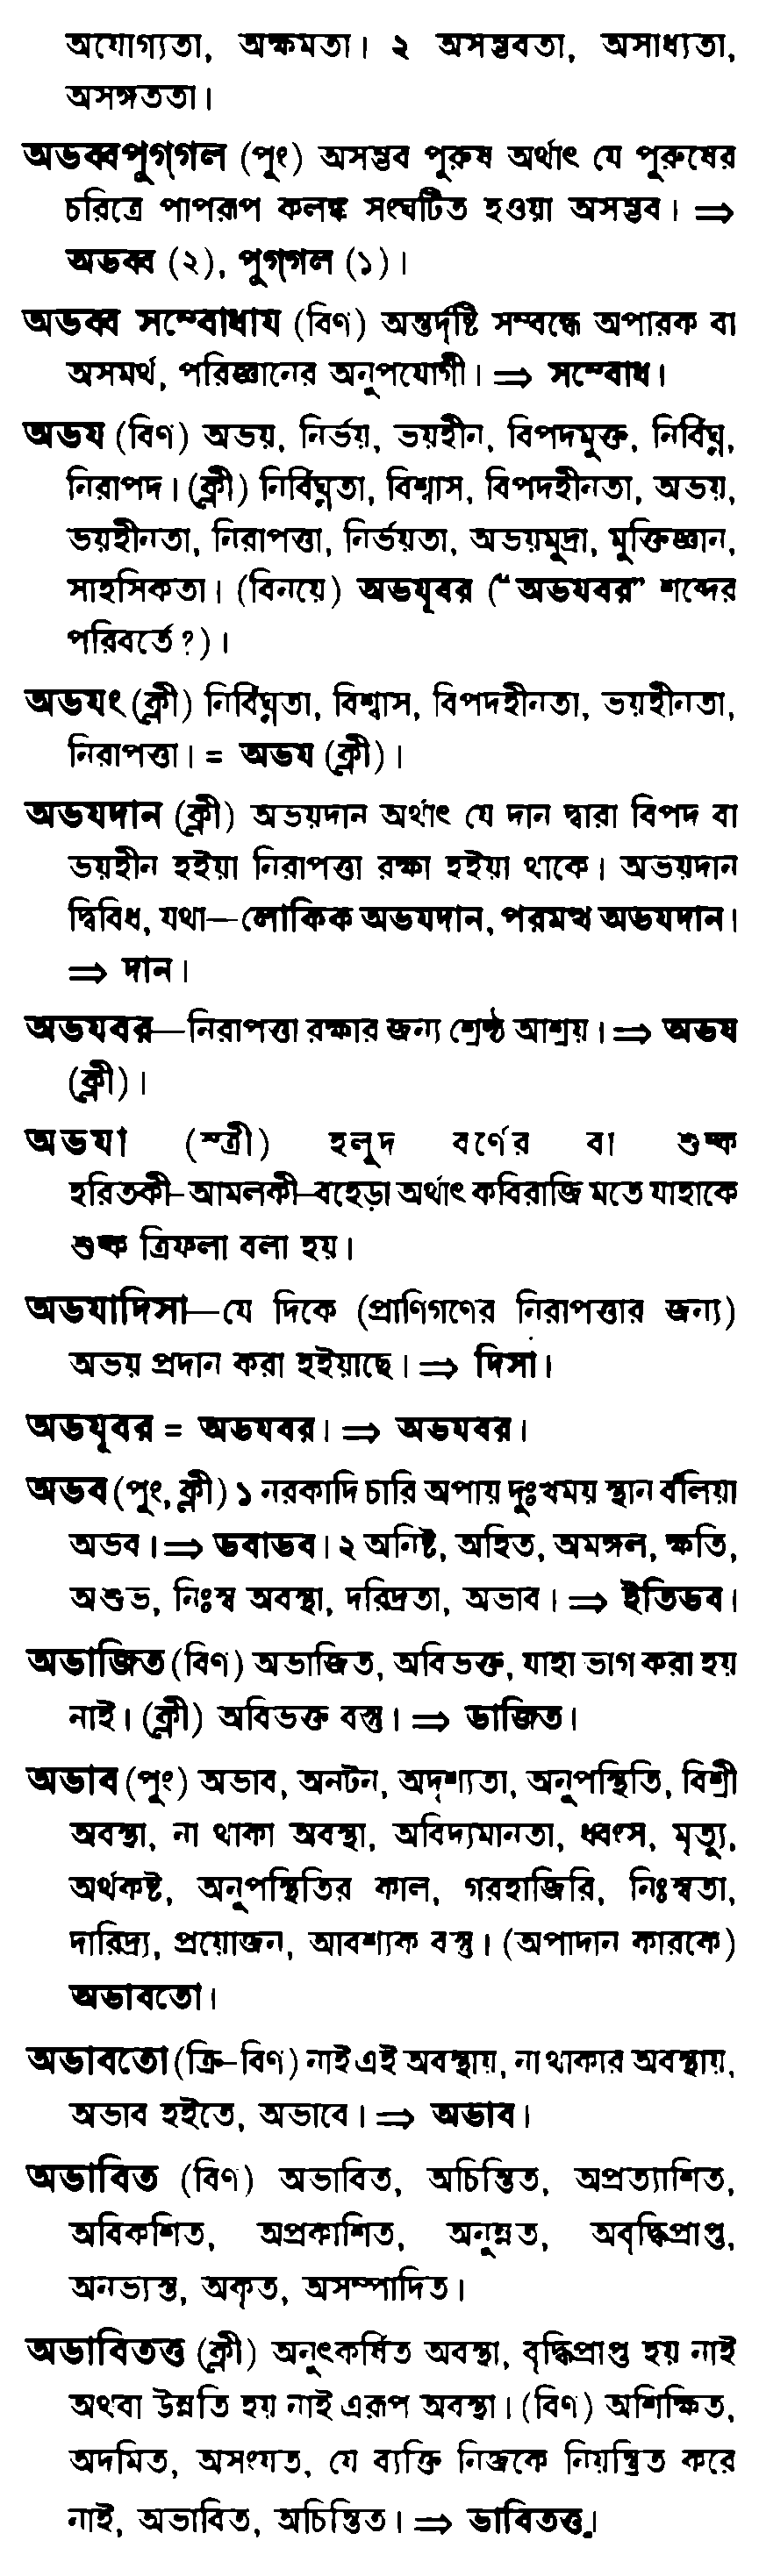 অযোগ্যতা, অক্ষমতা। ২ অসম্ভবতা, অসাধ্যতা,
অসঙ্গততা।
অভব্বপুগ্গল (পুং) অসম্ভব পুরুষ অর্থাৎ যে পুরুষের
চরিত্রে পাপরূপ কলঙ্ক সংঘটিত হওয়া অসম্ভব। ⇒
অভব্ব (২), পুগ্গল (১)।
অভব্ব সম্বোধায (বিণ) অন্তর্দৃষ্টি সম্বন্ধে অপারক বা
অসমর্থ, পরিজ্ঞানের অনুপযোগী। ⇒ সম্বোধ।
অভয (বিণ) অভয়, নির্ভয়, ভয়হীন, বিপদমুক্ত, নির্বিঘ্ন,
নিরাপদ। (ক্লী) নির্বিঘ্নতা, বিশ্বাস, বিপদহীনতা, অভয়,
ভয়হীনতা, নিরাপত্তা, নির্ভয়তা, অভয়মুদ্রা, মুক্তিজ্ঞান,
সাহসিকতা। (বিনয়ে) অভযূবর (“অভযবর” শব্দের
পরিবর্তে?)।
অভযং (ক্লী) নির্বিঘ্নতা, বিশ্বাস, বিপদহীনতা, ভয়হীনতা,
নিরাপত্তা। = অভয (ক্লী)।
অভযদান (ক্লী) অভয়দান অর্থাৎ যে দান দ্বারা বিপদ বা
ভয়হীন হইয়া নিরাপত্তা রক্ষা হইয়া থাকে। অভয়দান
দ্বিবিধ, যথা—লোকিক অভযদান, পরমত্থ অভযদান।
⇒ দান।
অভযবর—নিরাপত্তা রক্ষার জন্য শ্রেষ্ঠ আশ্রয়। ⇒ অভয
(ক্লী)।
অভযা (স্ত্রী) হলুদ বর্ণের বা শুষ্ক
হরিতকী-আমলকী-বহেড়া অর্থাৎ কবিরাজি মতে যাহাকে
শুষ্ক ত্রিফলা বলা হয়।
অভযাদিসা—যে দিকে (প্রাণিগণের নিরাপত্তার জন্য)
অভয় প্রদান করা হইয়াছে। ⇒ দিসা।
অভযূবর = অভযবর। ⇒ অভযবর।
অভব (পুং, ক্লী) ১ নরকাদি চারি অপায় দুঃখময় স্থান বলিয়া
অভব। ⇒ ভবাভব। ২ অনিষ্ট, অহিত, অমঙ্গল, ক্ষতি,
অশুভ, নিঃস্ব অবস্থা, দরিদ্রতা, অভাব। ⇒ ইতিভব।
অভাজিত (বিণ) অভাজিত, অবিভক্ত, যাহা ভাগ করা হয়
নাই। (ক্লী) অবিভক্ত বস্তু। ⇒ ভাজিত।
অভাব (পুং) অভাব, অনটন, অদৃশ্যতা, অনুপস্থিতি, বিশ্রী
অবস্থা, না থাকা অবস্থা, অবিদ্যমানতা, ধ্বংস, মৃত্যু,
অর্থকষ্ট, অনুপস্থিতির কাল, গরহাজিরি, নিঃস্বতা,
দারিদ্র্য, প্রয়োজন, আবশ্যক বস্তু। (অপাদান কারকে)
অভাবতো।
অভাবতো (ক্রি-বিণ) নাই এই অবস্থায়, না থাকার অবস্থায়,
অভাব হইতে, অভাবে। ⇒ অভাব।
অভাবিত (বিণ) অভাবিত, অচিন্তিত, অপ্রত্যাশিত,
অবিকশিত, অপ্রকাশিত, অনুন্নত, অবৃদ্ধিপ্রাপ্ত,
অনভ্যস্ত, অকৃত, অসম্পাদিত।
অভাবিতত্ত (ক্লী) অনুৎকর্ষিত অবস্থা, বৃদ্ধিপ্রাপ্ত হয় নাই
অথবা উন্নতি হয় নাই এরূপ অবস্থা। (বিণ) অশিক্ষিত,
অদমিত, অসংযত, যে ব্যক্তি নিজকে নিয়ন্ত্রিত করে
নাই, অভাবিত, অচিন্তিত। ⇒ ভাবিতত্ত।